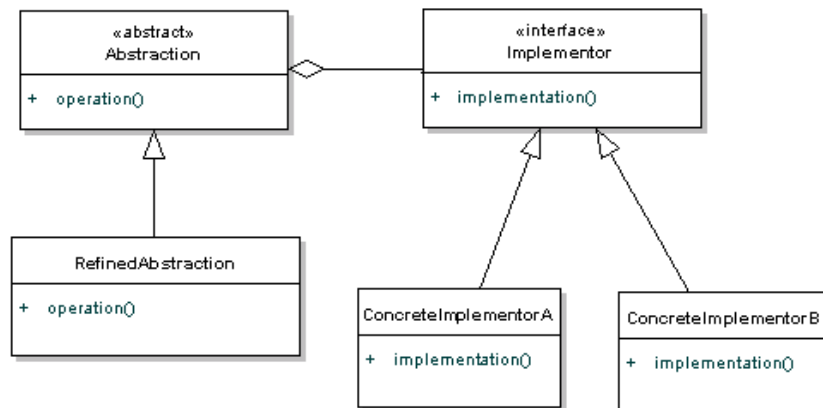 «abstract»
Abstraction
+ operation()
«interface»
Implementor
+ implementation()
RefinedAbstraction
+ operation()
ConcreteImplementorA
+ implementation()
ConcreteImplementorB
+ implementation()